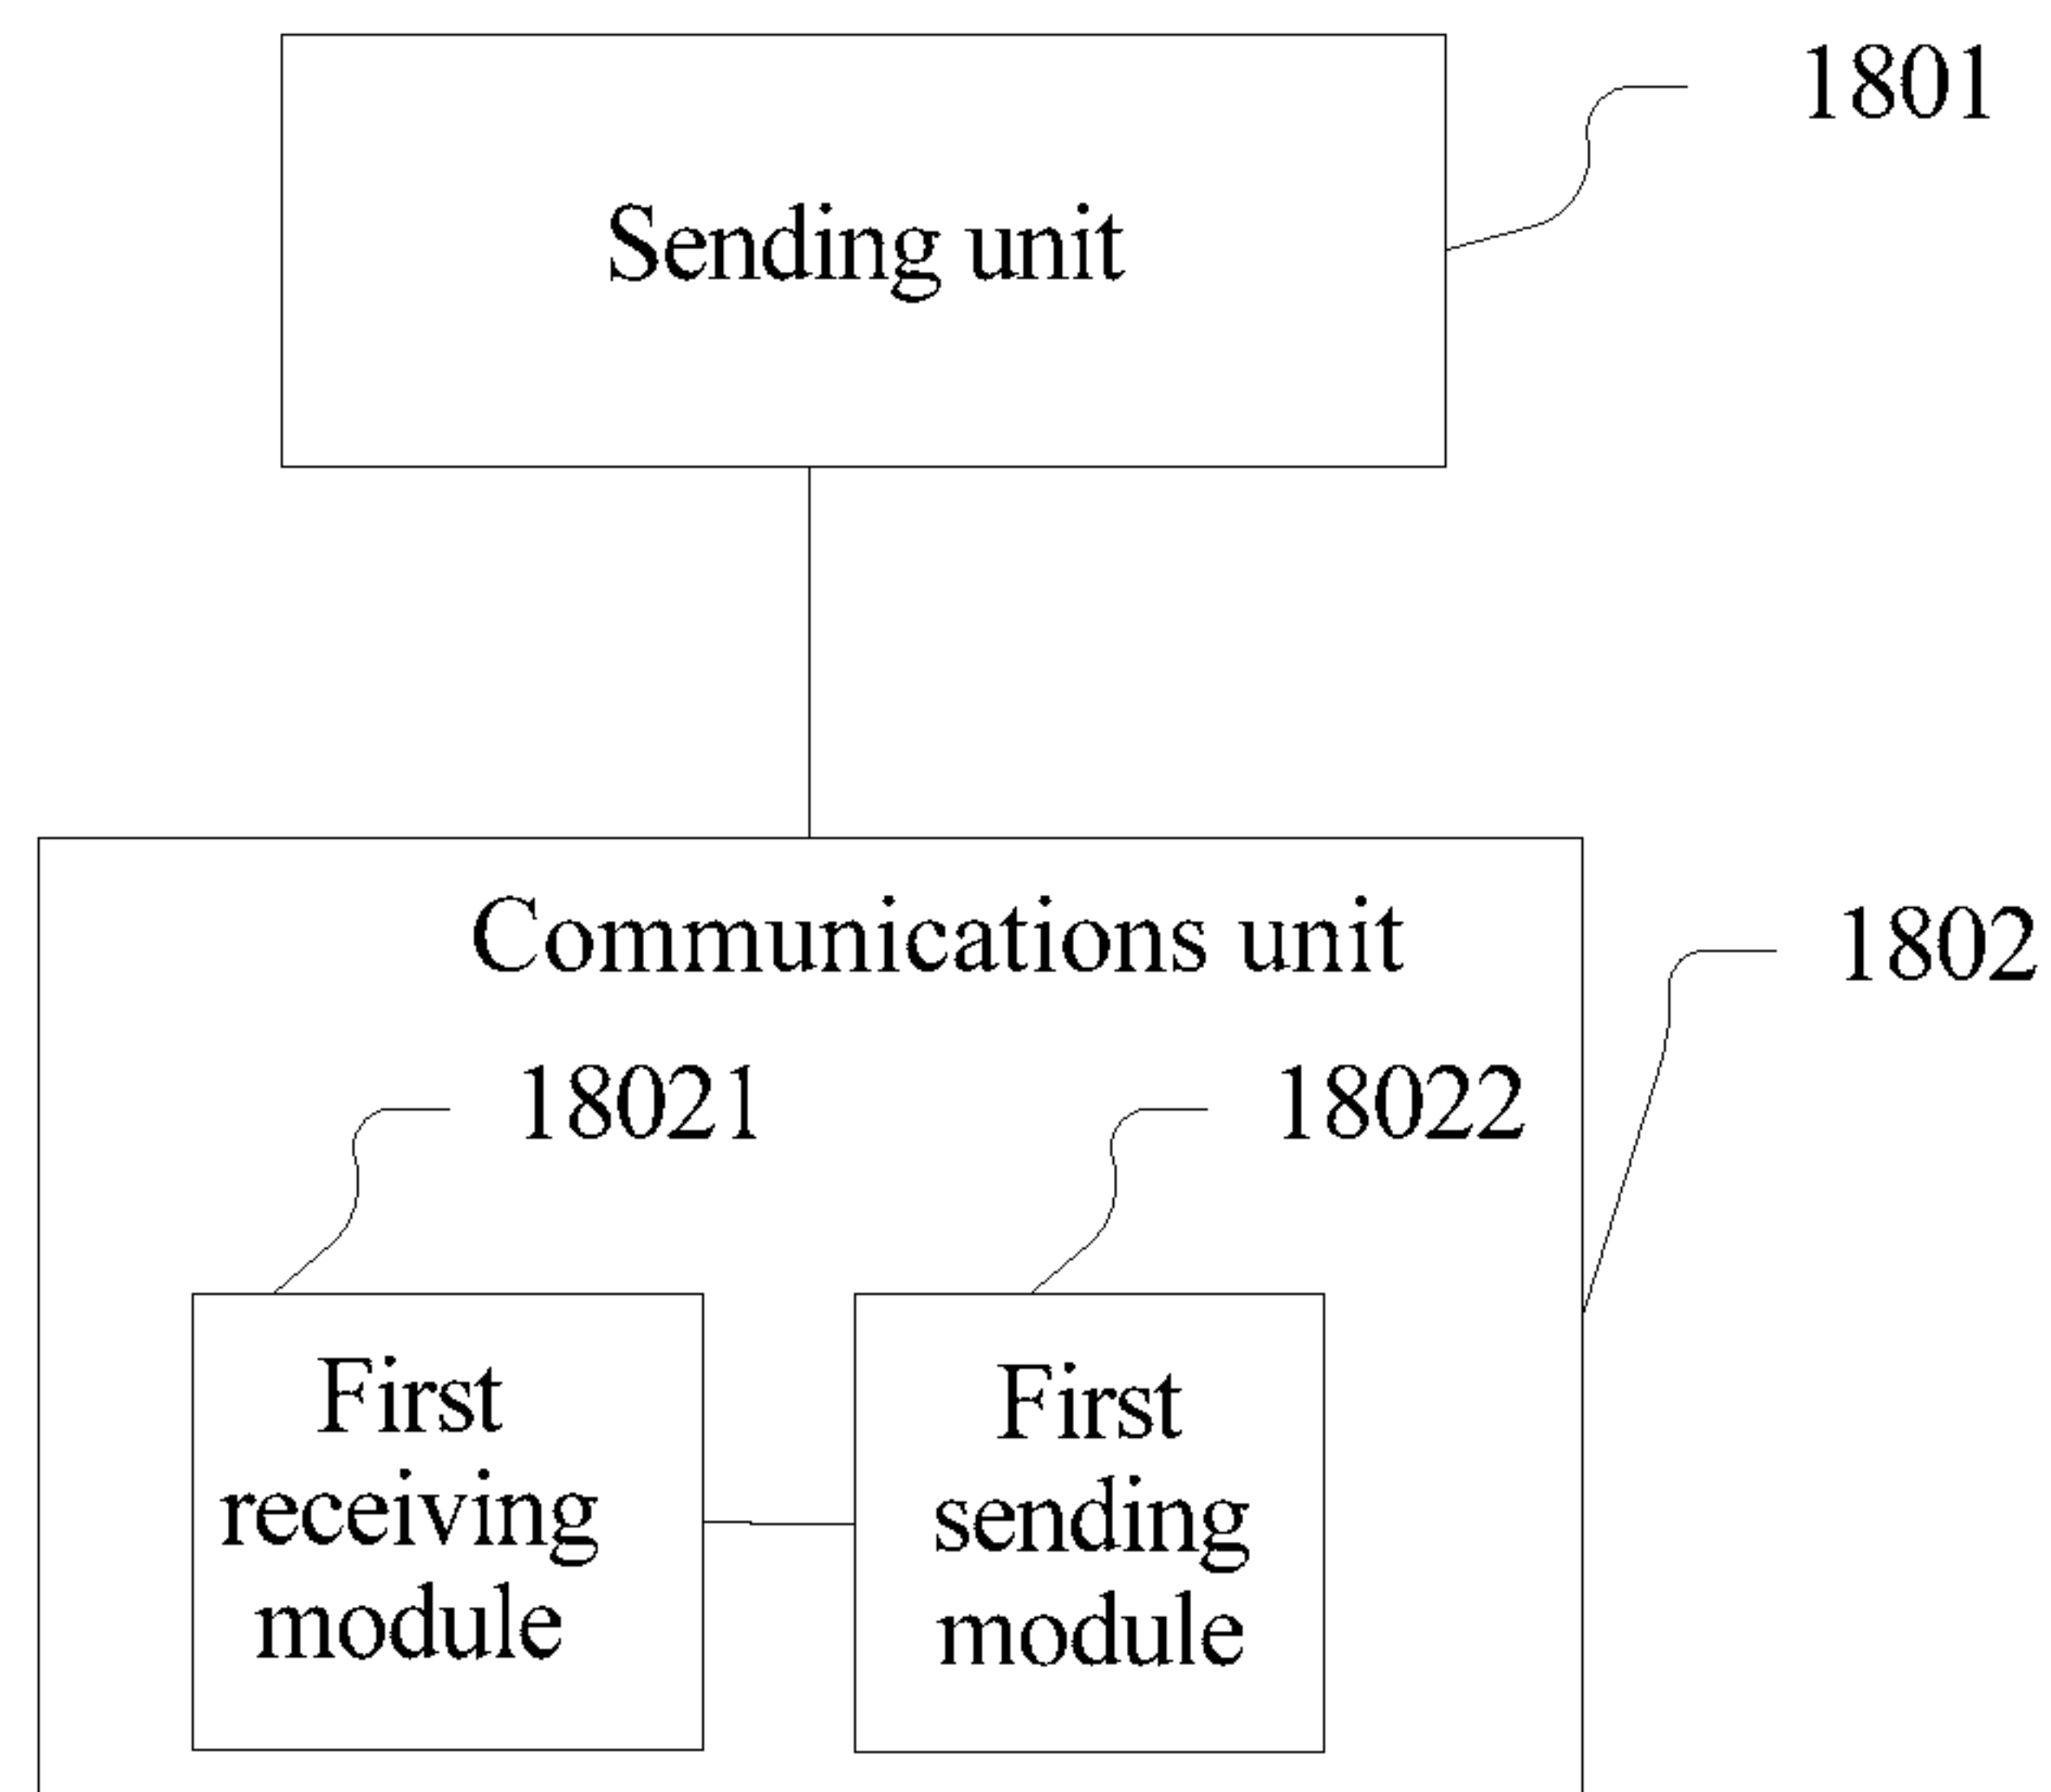 1801
Sending unit
Communications unit
1802
18021
18022
First
receiving
module
First
sending
module